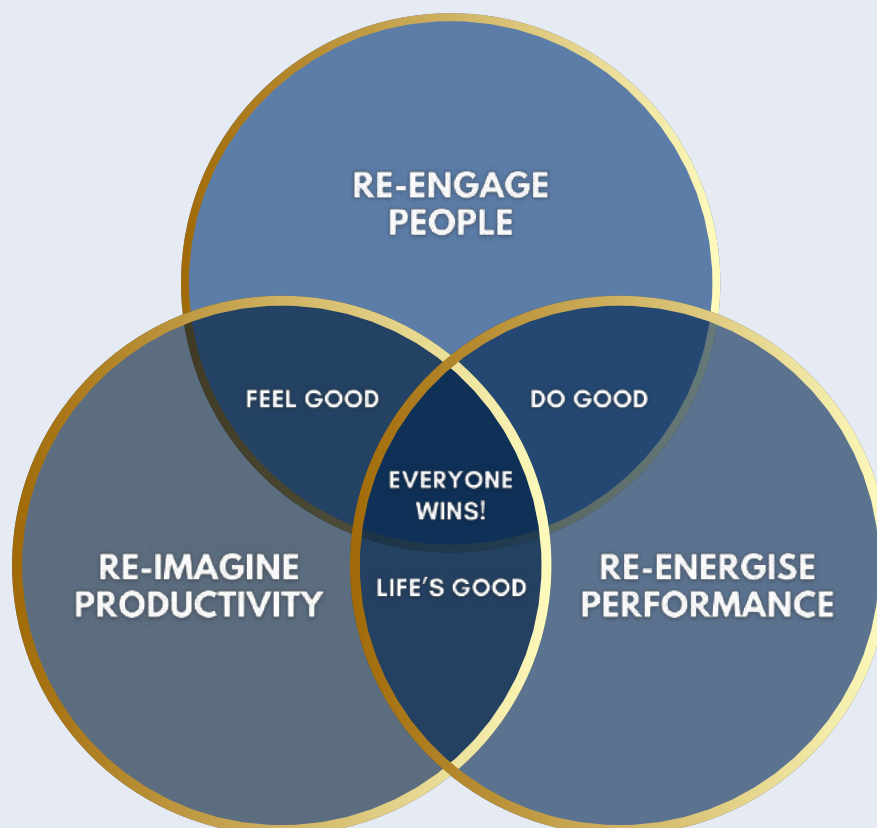 RE-ENGAGE
PEOPLE
FEEL GOOD
DO GOOD
EVERYONE
WINS!
RE-IMAGINE
PRODUCTIVITY
LIFE'S GOOD
RE-ENERGISE
PERFORMANCE